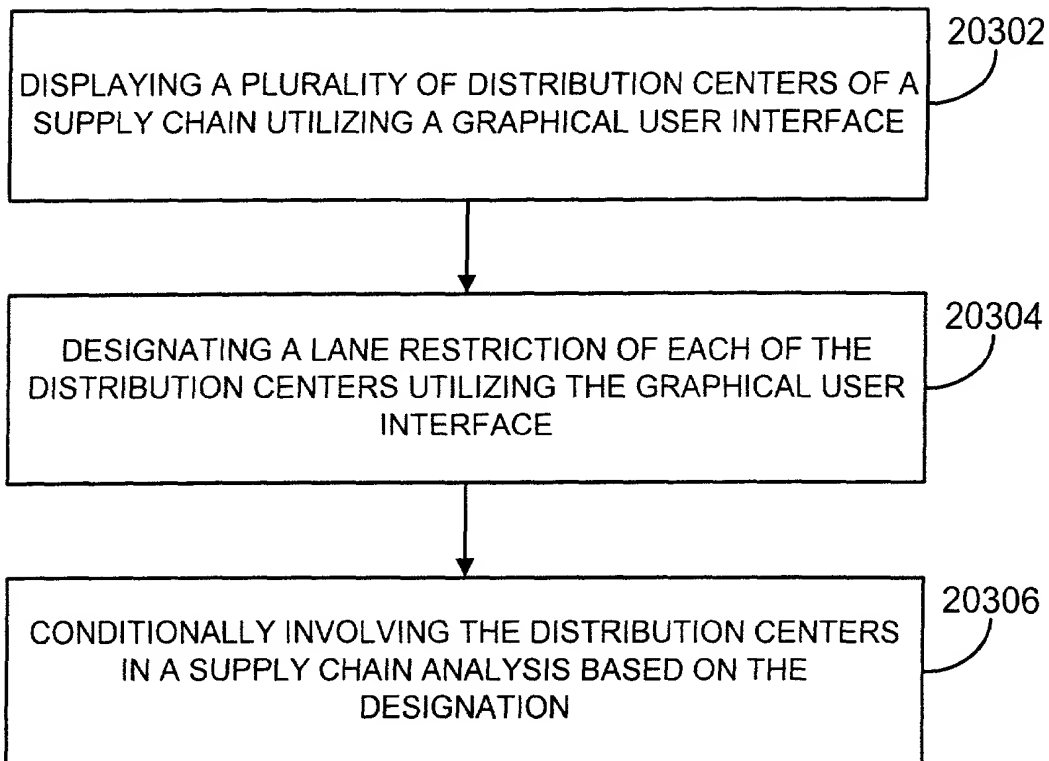 20302
DISPLAYING A PLURALITY OF DISTRIBUTION CENTERS OF A
SUPPLY CHAIN UTILIZING A GRAPHICAL USER INTERFACE
20304
DESIGNATING A LANE RESTRICTION OF EACH OF THE
DISTRIBUTION CENTERS UTILIZING THE GRAPHICAL USER
INTERFACE
20306
CONDITIONALLY INVOLVING THE DISTRIBUTION CENTERS
IN A SUPPLY CHAIN ANALYSIS BASED ON THE
DESIGNATION